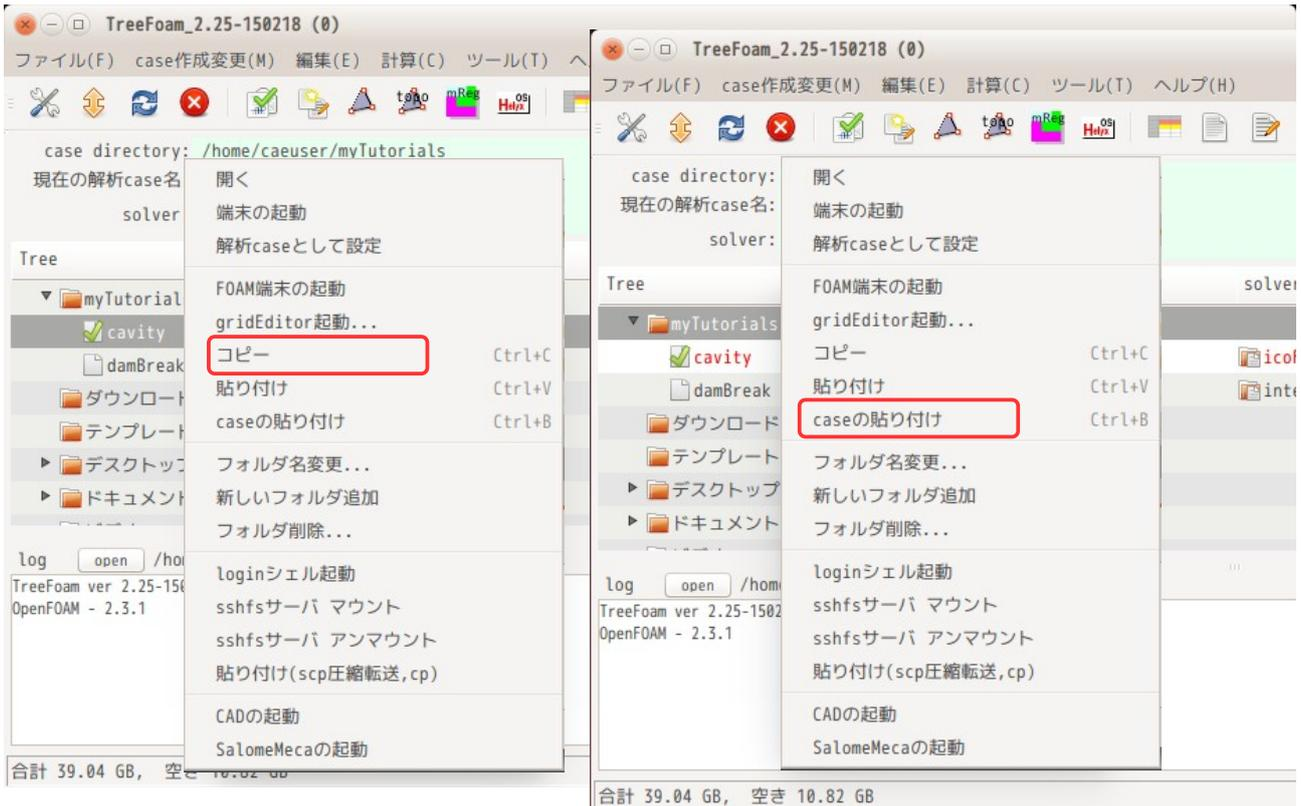 TreeFoam_2.25-150218 (0)
ファイル(F) case作成変更(M) 編集(E) 計算(C) ツール(T)
topo mReg Helyx OS
case directory: /home/caeuser/myTutorials
現在の解析case名
solver
Tree
myTutorial
cavity
damBreak
ダウンロー
テンプレー
デスクトップ
ドキュメン
log open /ho
TreeFoam ver 2.25-15
OpenFOAM - 2.3.1
合計 39.04 GB, 空き 10.82 GB
開く
端末の起動
解析caseとして設定
FOAM端末の起動
gridEditor起動...
コピー Ctrl+C
貼り付け Ctrl+V
caseの貼り付け Ctrl+B
フォルダ名変更...
新しいフォルダ追加
フォルダ削除...
loginシェル起動
sshfsサーバ マウント
sshfsサーバ アンマウント
貼り付け(scp圧縮転送,cp)
CADの起動
SalomeMecaの起動
TreeFoam_2.25-150218 (0)
ファイル(F) case作成変更(M) 編集(E) 計算(C) ツール(T) ヘルプ(H)
topo mReg Helyx OS
case directory:
現在の解析case名:
solver:
Tree solver
myTutorials
cavity ico
damBreak inte
ダウンロード
テンプレート
デスクトップ
ドキュメント
log open /hom
TreeFoam ver 2.25-1502
OpenFOAM - 2.3.1
合計 39.04 GB, 空き 10.82 GB
開く
端末の起動
解析caseとして設定
FOAM端末の起動
gridEditor起動...
コピー Ctrl+C
貼り付け Ctrl+V
caseの貼り付け Ctrl+B
フォルダ名変更...
新しいフォルダ追加
フォルダ削除...
loginシェル起動
sshfsサーバ マウント
sshfsサーバ アンマウント
貼り付け(scp圧縮転送,cp)
CADの起動
SalomeMecaの起動